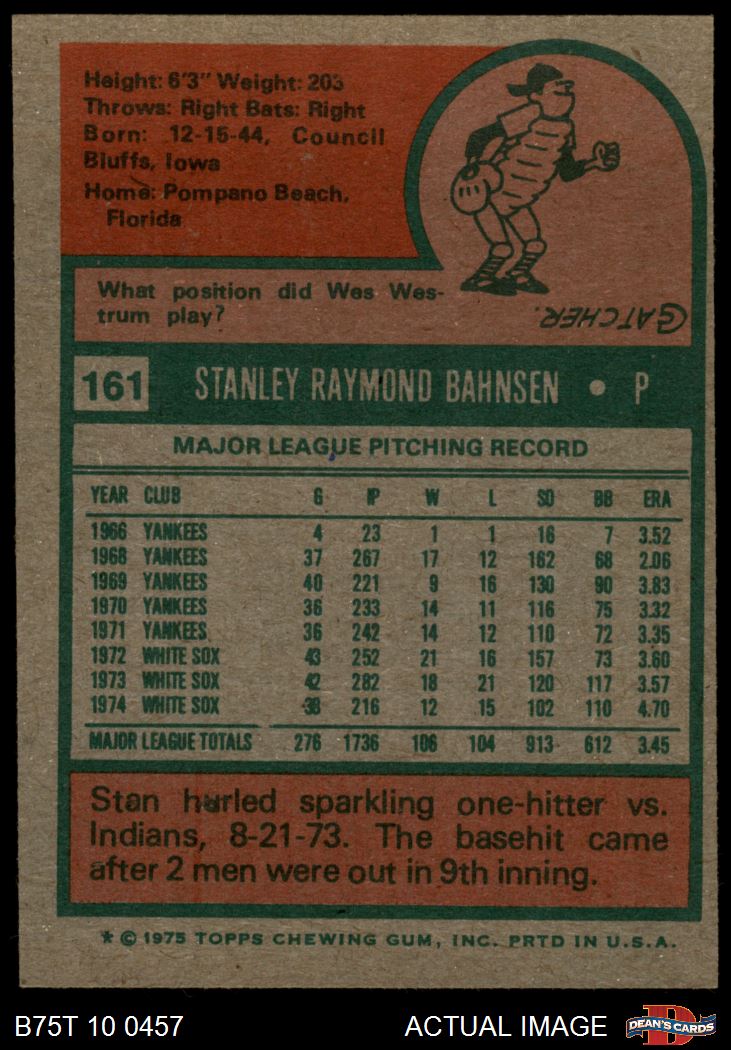 Height: 6'3" Weight: 203
Throws: Right Bats: Right
Born: 12-15-44, Council
Bluffs, Iowa
Home: Pompano Beach,
Florida
What position did Wes Wes-
trum play?
CATCHER.
161 STANLEY RAYMOND BAHNSEN • P
MAJOR LEAGUE PITCHING RECORD
YEAR CLUB G IP W L SO BB ERA
1966 YANKEES 4 23 1 1 16 7 3.52
1968 YANKEES 37 267 17 12 162 68 2.06
1969 YANKEES 40 221 9 16 130 90 3.83
1970 YANKEES 36 233 14 11 116 75 3.32
1971 YANKEES 36 242 14 12 110 72 3.35
1972 WHITE SOX 43 252 21 16 157 73 3.60
1973 WHITE SOX 42 282 18 21 120 117 3.57
1974 WHITE SOX 38 216 12 15 102 110 4.70
MAJOR LEAGUE TOTALS 276 1736 106 104 913 612 3.45
Stan hurled sparkling one-hitter vs.
Indians, 8-21-73. The basehit came
after 2 men were out in 9th inning.
* © 1975 TOPPS CHEWING GUM, INC. PRTD IN U.S.A.
B75T 10 0457 ACTUAL IMAGE D DEAN'S CARDS